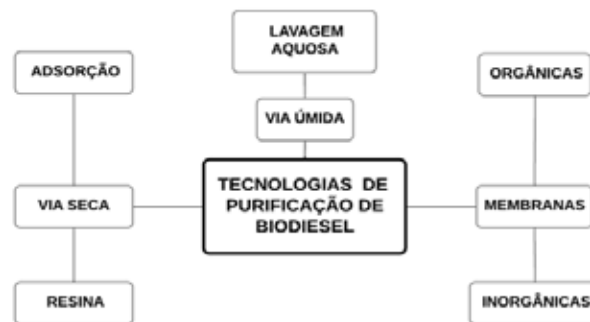 LAVAGEM
AQUOSA
ADSORÇÃO
ORGÂNICAS
VIA ÚMIDA
TECNOLOGIAS DE
PURIFICAÇÃO DE
BIODIESEL
VIA SECA
MEMBRANAS
RESINA
INORGÂNICAS